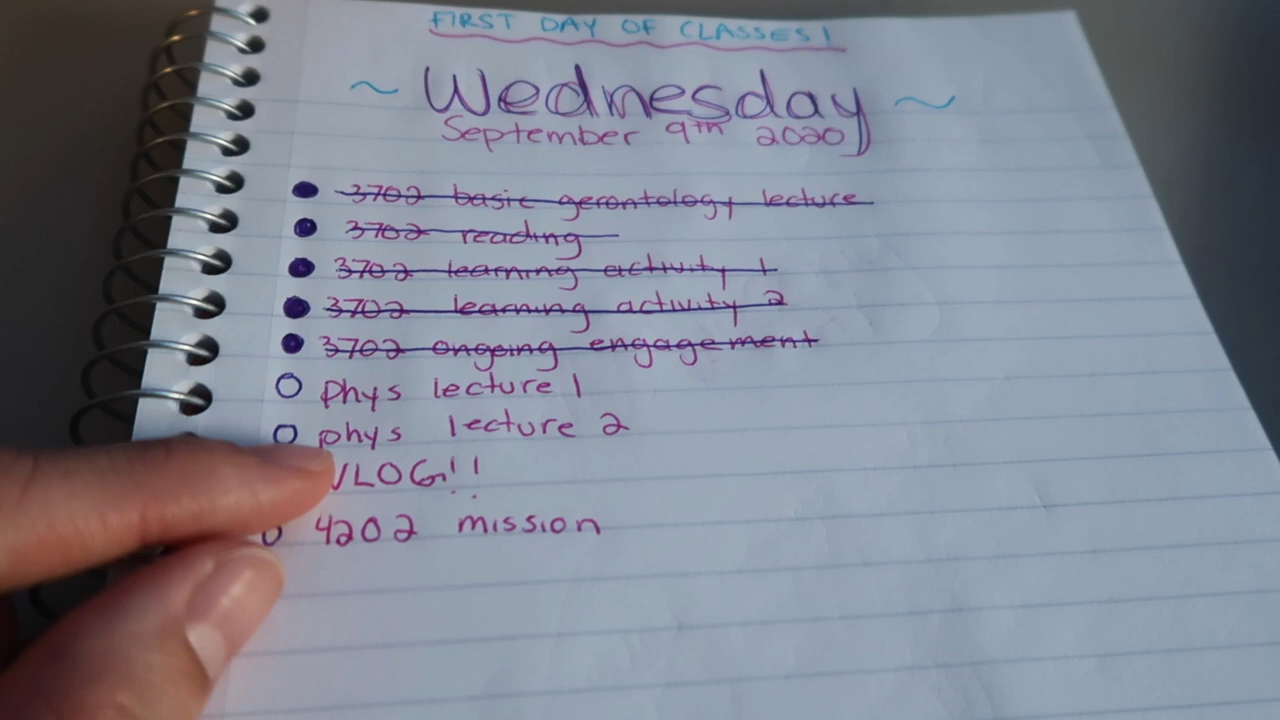 FIRST DAY OF CLASSES!
~ Wednesday ~
September 9th 2020
3702 basic gerontology lecture
3702 reading
3702 learning activity 1
3702 learning activity 2
3702 ongoing engagement
phys lecture 1
phys lecture 2
VLOG!!
4202 mission